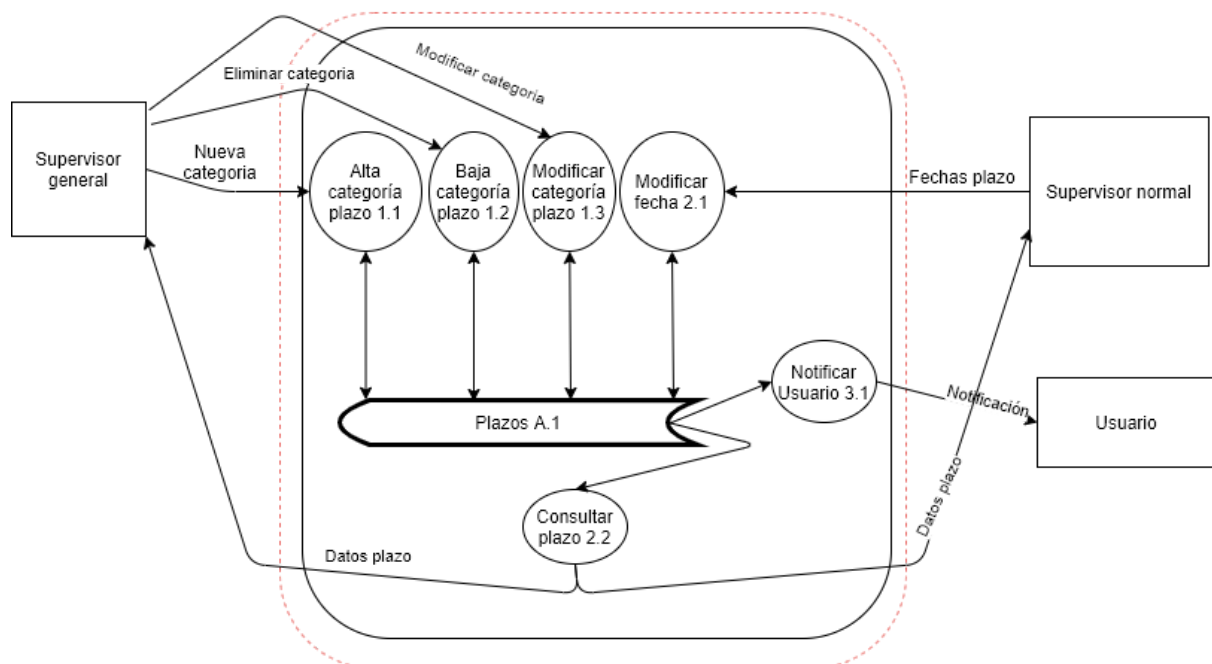 Modificar categoria
Eliminar categoria
Nueva
categoria
Supervisor
general
Alta
categoría
plazo 1.1
Baja
categoría
plazo 1.2
Modificar
categoría
plazo 1.3
Modificar
fecha 2.1
Fechas plazo
Supervisor normal
Notificar
Usuario 3.1
Notificación
Usuario
Plazos A.1
Consultar
plazo 2.2
Datos plazo
Datos plazo